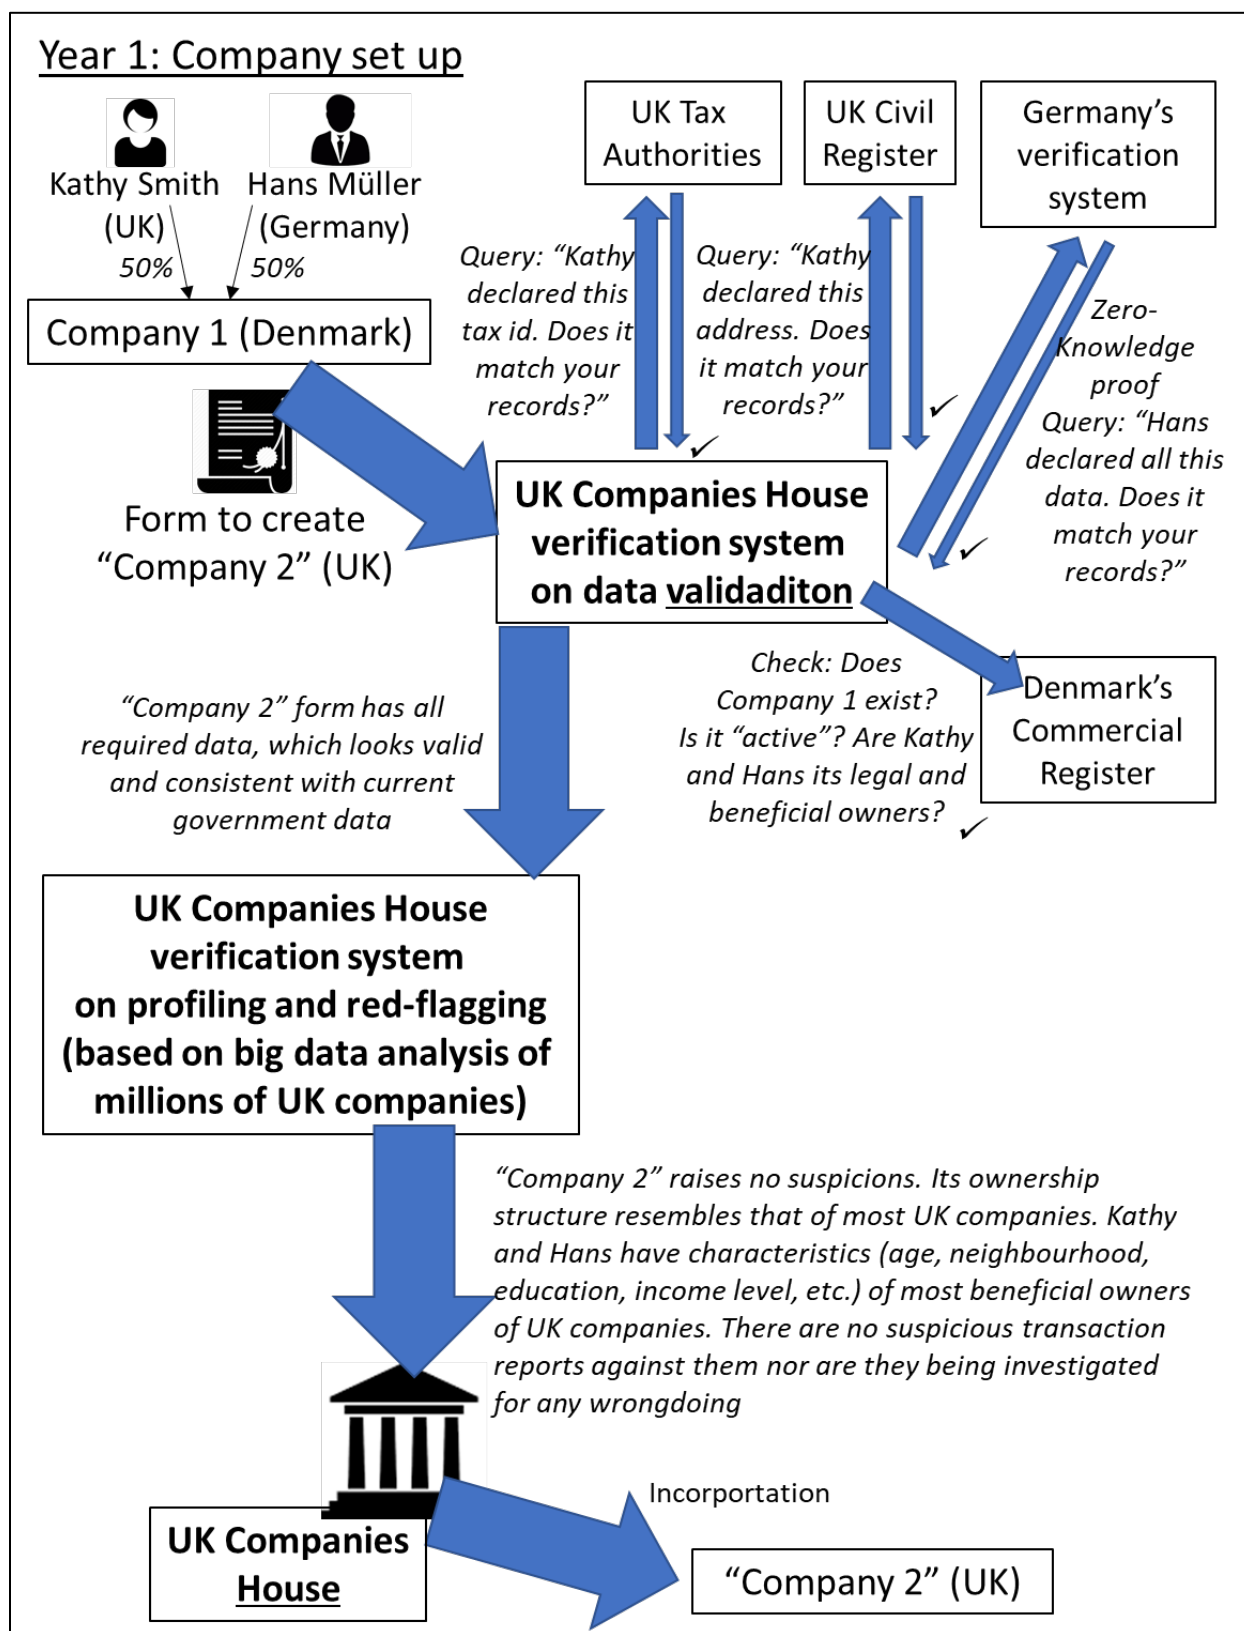 Year 1: Company set up
Kathy Smith
(UK)
50%
Hans Müller
(Germany)
50%
Company 1 (Denmark)
Form to create
“Company 2” (UK)
UK Tax
Authorities
UK Civil
Register
Germany’s
verification
system
Query: “Kathy
declared this
tax id. Does it
match your
records?”
Query: “Kathy
declared this
address. Does
it match your
records?”
Zero-
Knowledge
proof
Query: “Hans
declared all this
data. Does it
match your
records?”
UK Companies House
verification system
on data validaditon
Check: Does
Company 1 exist?
Is it “active”? Are Kathy
and Hans its legal and
beneficial owners?
Denmark’s
Commercial
Register
“Company 2” form has all
required data, which looks valid
and consistent with current
government data
UK Companies House
verification system
on profiling and red-flagging
(based on big data analysis of
millions of UK companies)
“Company 2” raises no suspicions. Its ownership
structure resembles that of most UK companies. Kathy
and Hans have characteristics (age, neighbourhood,
education, income level, etc.) of most beneficial owners
of UK companies. There are no suspicious transaction
reports against them nor are they being investigated
for any wrongdoing
UK Companies
House
Incorportation
“Company 2” (UK)